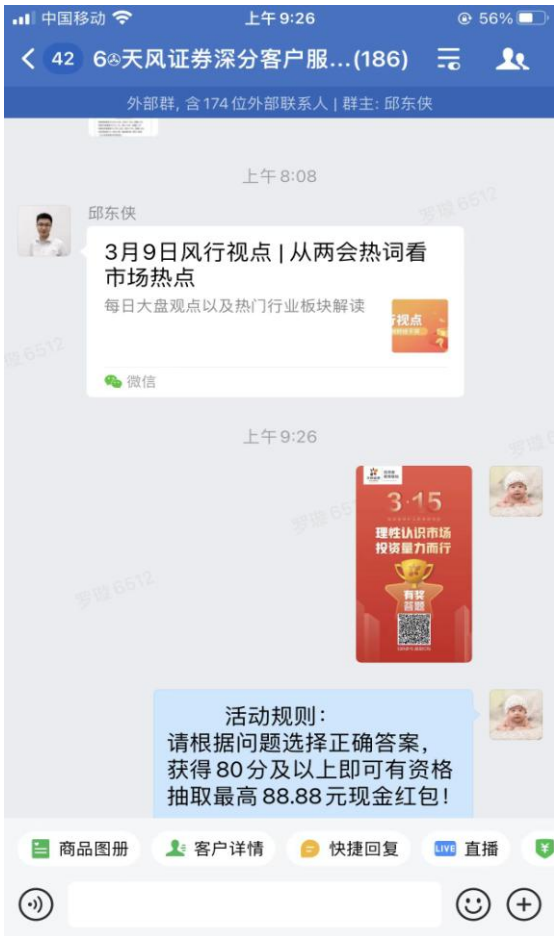 中国移动 上午9:26 56%
42 6㉿天风证券深分客户服...(186)
外部群, 含174位外部联系人 | 群主: 邱东侠
上午 8:08
邱东侠
3月9日风行视点 | 从两会热词看
市场热点
每日大盘观点以及热门行业板块解读
行视点
微信
上午 9:26
3·15
理性认识市场
投资量力而行
有奖
答题
活动规则:
请根据问题选择正确答案,
获得80分及以上即可有资格
抽取最高88.88元现金红包!
商品图册 客户详情 快捷回复 LIVE 直播 ¥
罗璇 6512